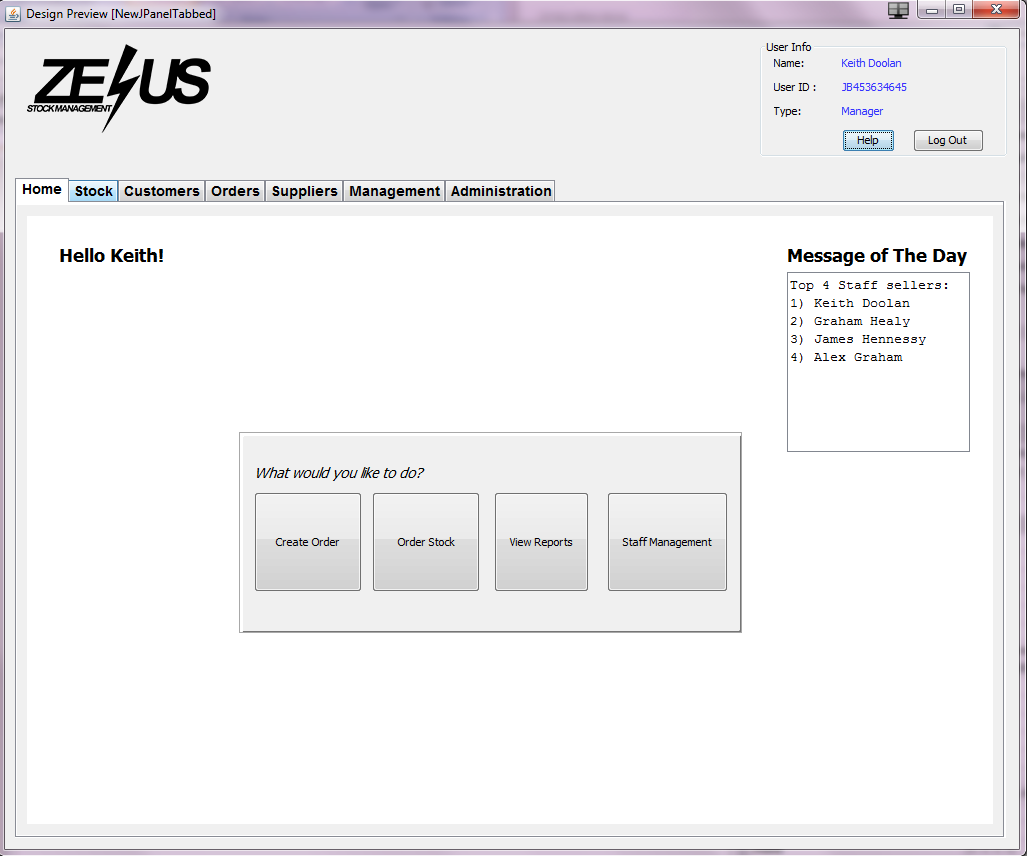 Design Preview [NewJPanelTabbed]
ZEUS
STOCK MANAGEMENT
User Info
Name: Keith Doolan
User ID : JB453634645
Type: Manager
Help Log Out
Home Stock Customers Orders Suppliers Management Administration
Hello Keith!
Message of The Day
Top 4 Staff sellers:
1) Keith Doolan
2) Graham Healy
3) James Hennessy
4) Alex Graham
What would you like to do?
Create Order Order Stock View Reports Staff Management